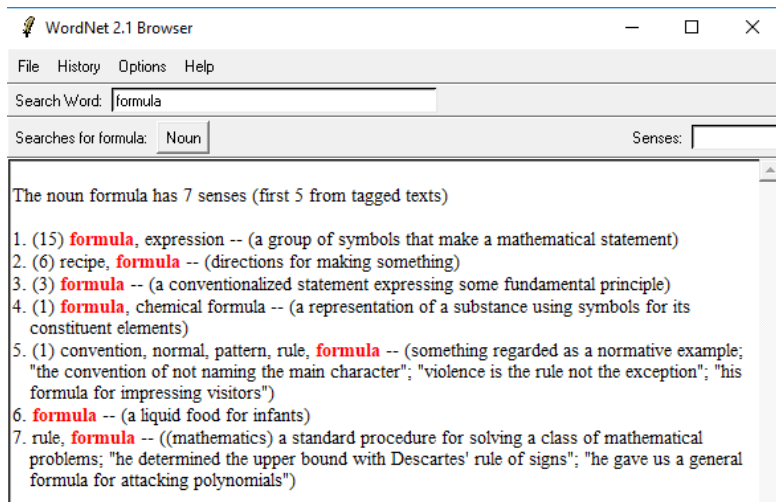 WordNet 2.1 Browser
File History Options Help
Search Word: formula
Searches for formula: Noun Senses:
The noun formula has 7 senses (first 5 from tagged texts)
1. (15) formula, expression -- (a group of symbols that make a mathematical statement)
2. (6) recipe, formula -- (directions for making something)
3. (3) formula -- (a conventionalized statement expressing some fundamental principle)
4. (1) formula, chemical formula -- (a representation of a substance using symbols for its
constituent elements)
5. (1) convention, normal, pattern, rule, formula -- (something regarded as a normative example;
"the convention of not naming the main character"; "violence is the rule not the exception"; "his
formula for impressing visitors")
6. formula -- (a liquid food for infants)
7. rule, formula -- ((mathematics) a standard procedure for solving a class of mathematical
problems; "he determined the upper bound with Descartes' rule of signs"; "he gave us a general
formula for attacking polynomials")